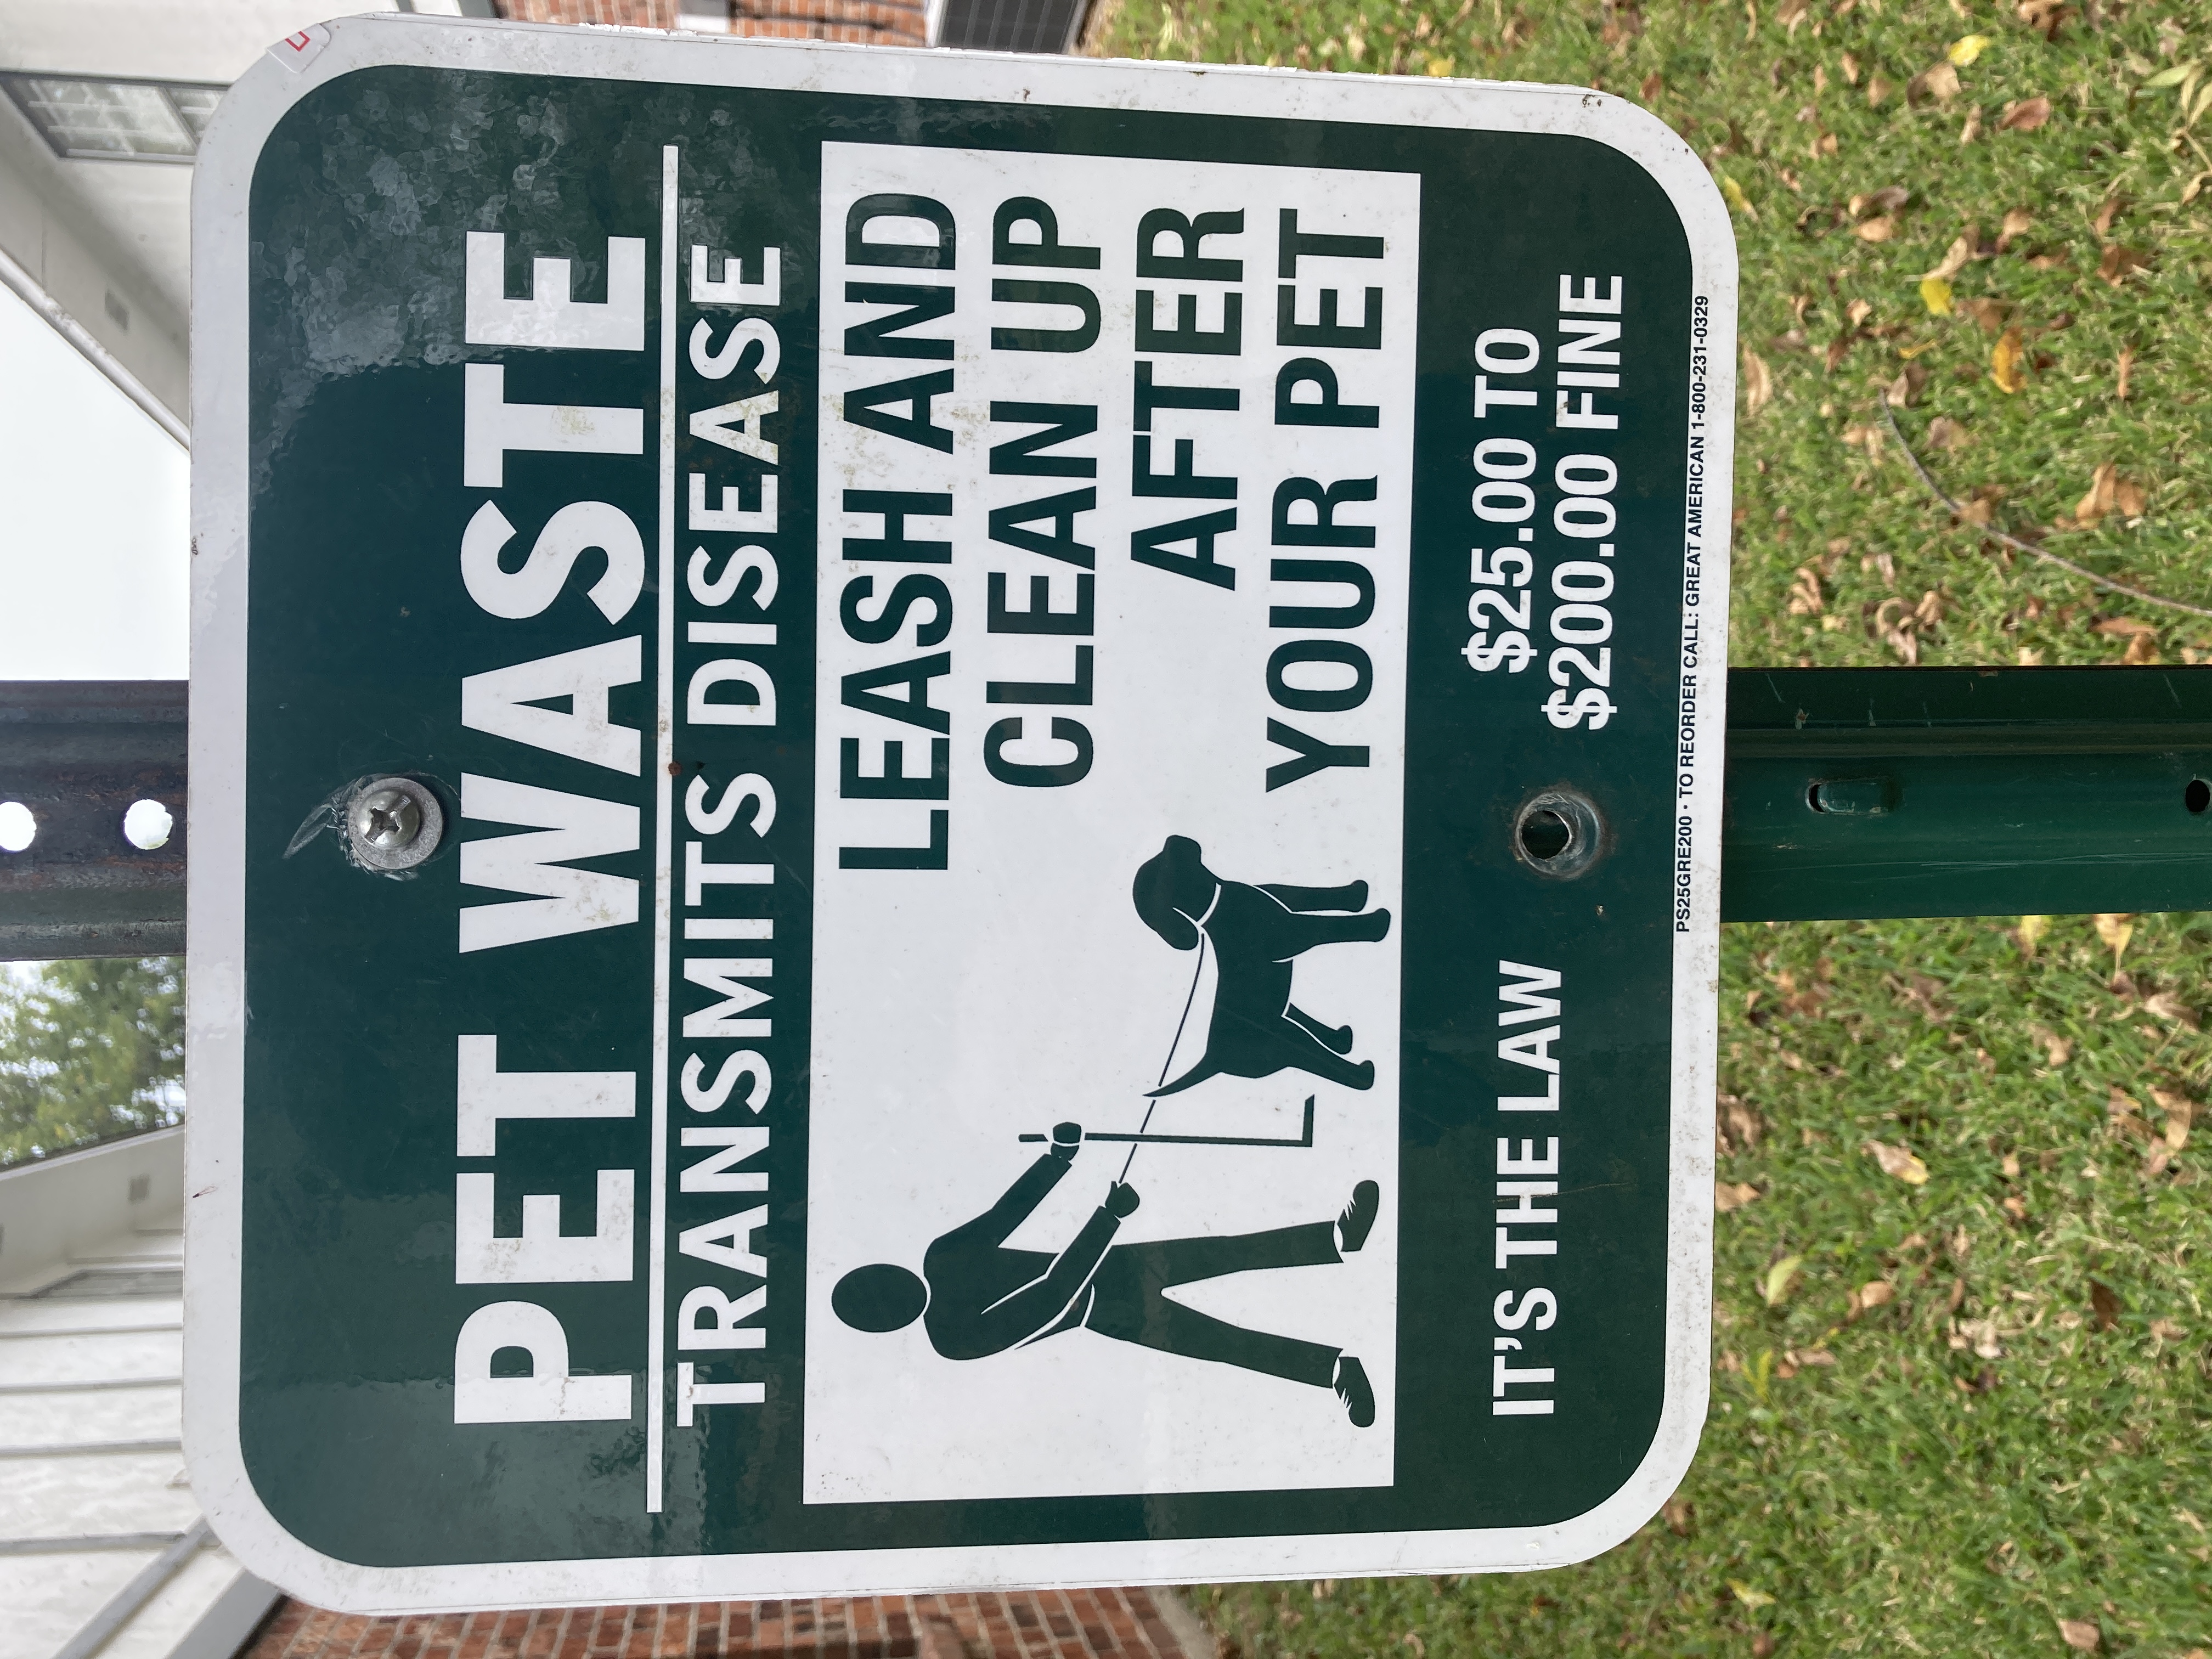 PET WASTE
TRANSMITS DISEASE
LEASH AND
CLEAN UP
AFTER
YOUR PET
IT'S THE LAW
$25.00 TO
$200.00 FINE
PS25GRE200 · TO REORDER CALL: GREAT AMERICAN 1-800-231-0329